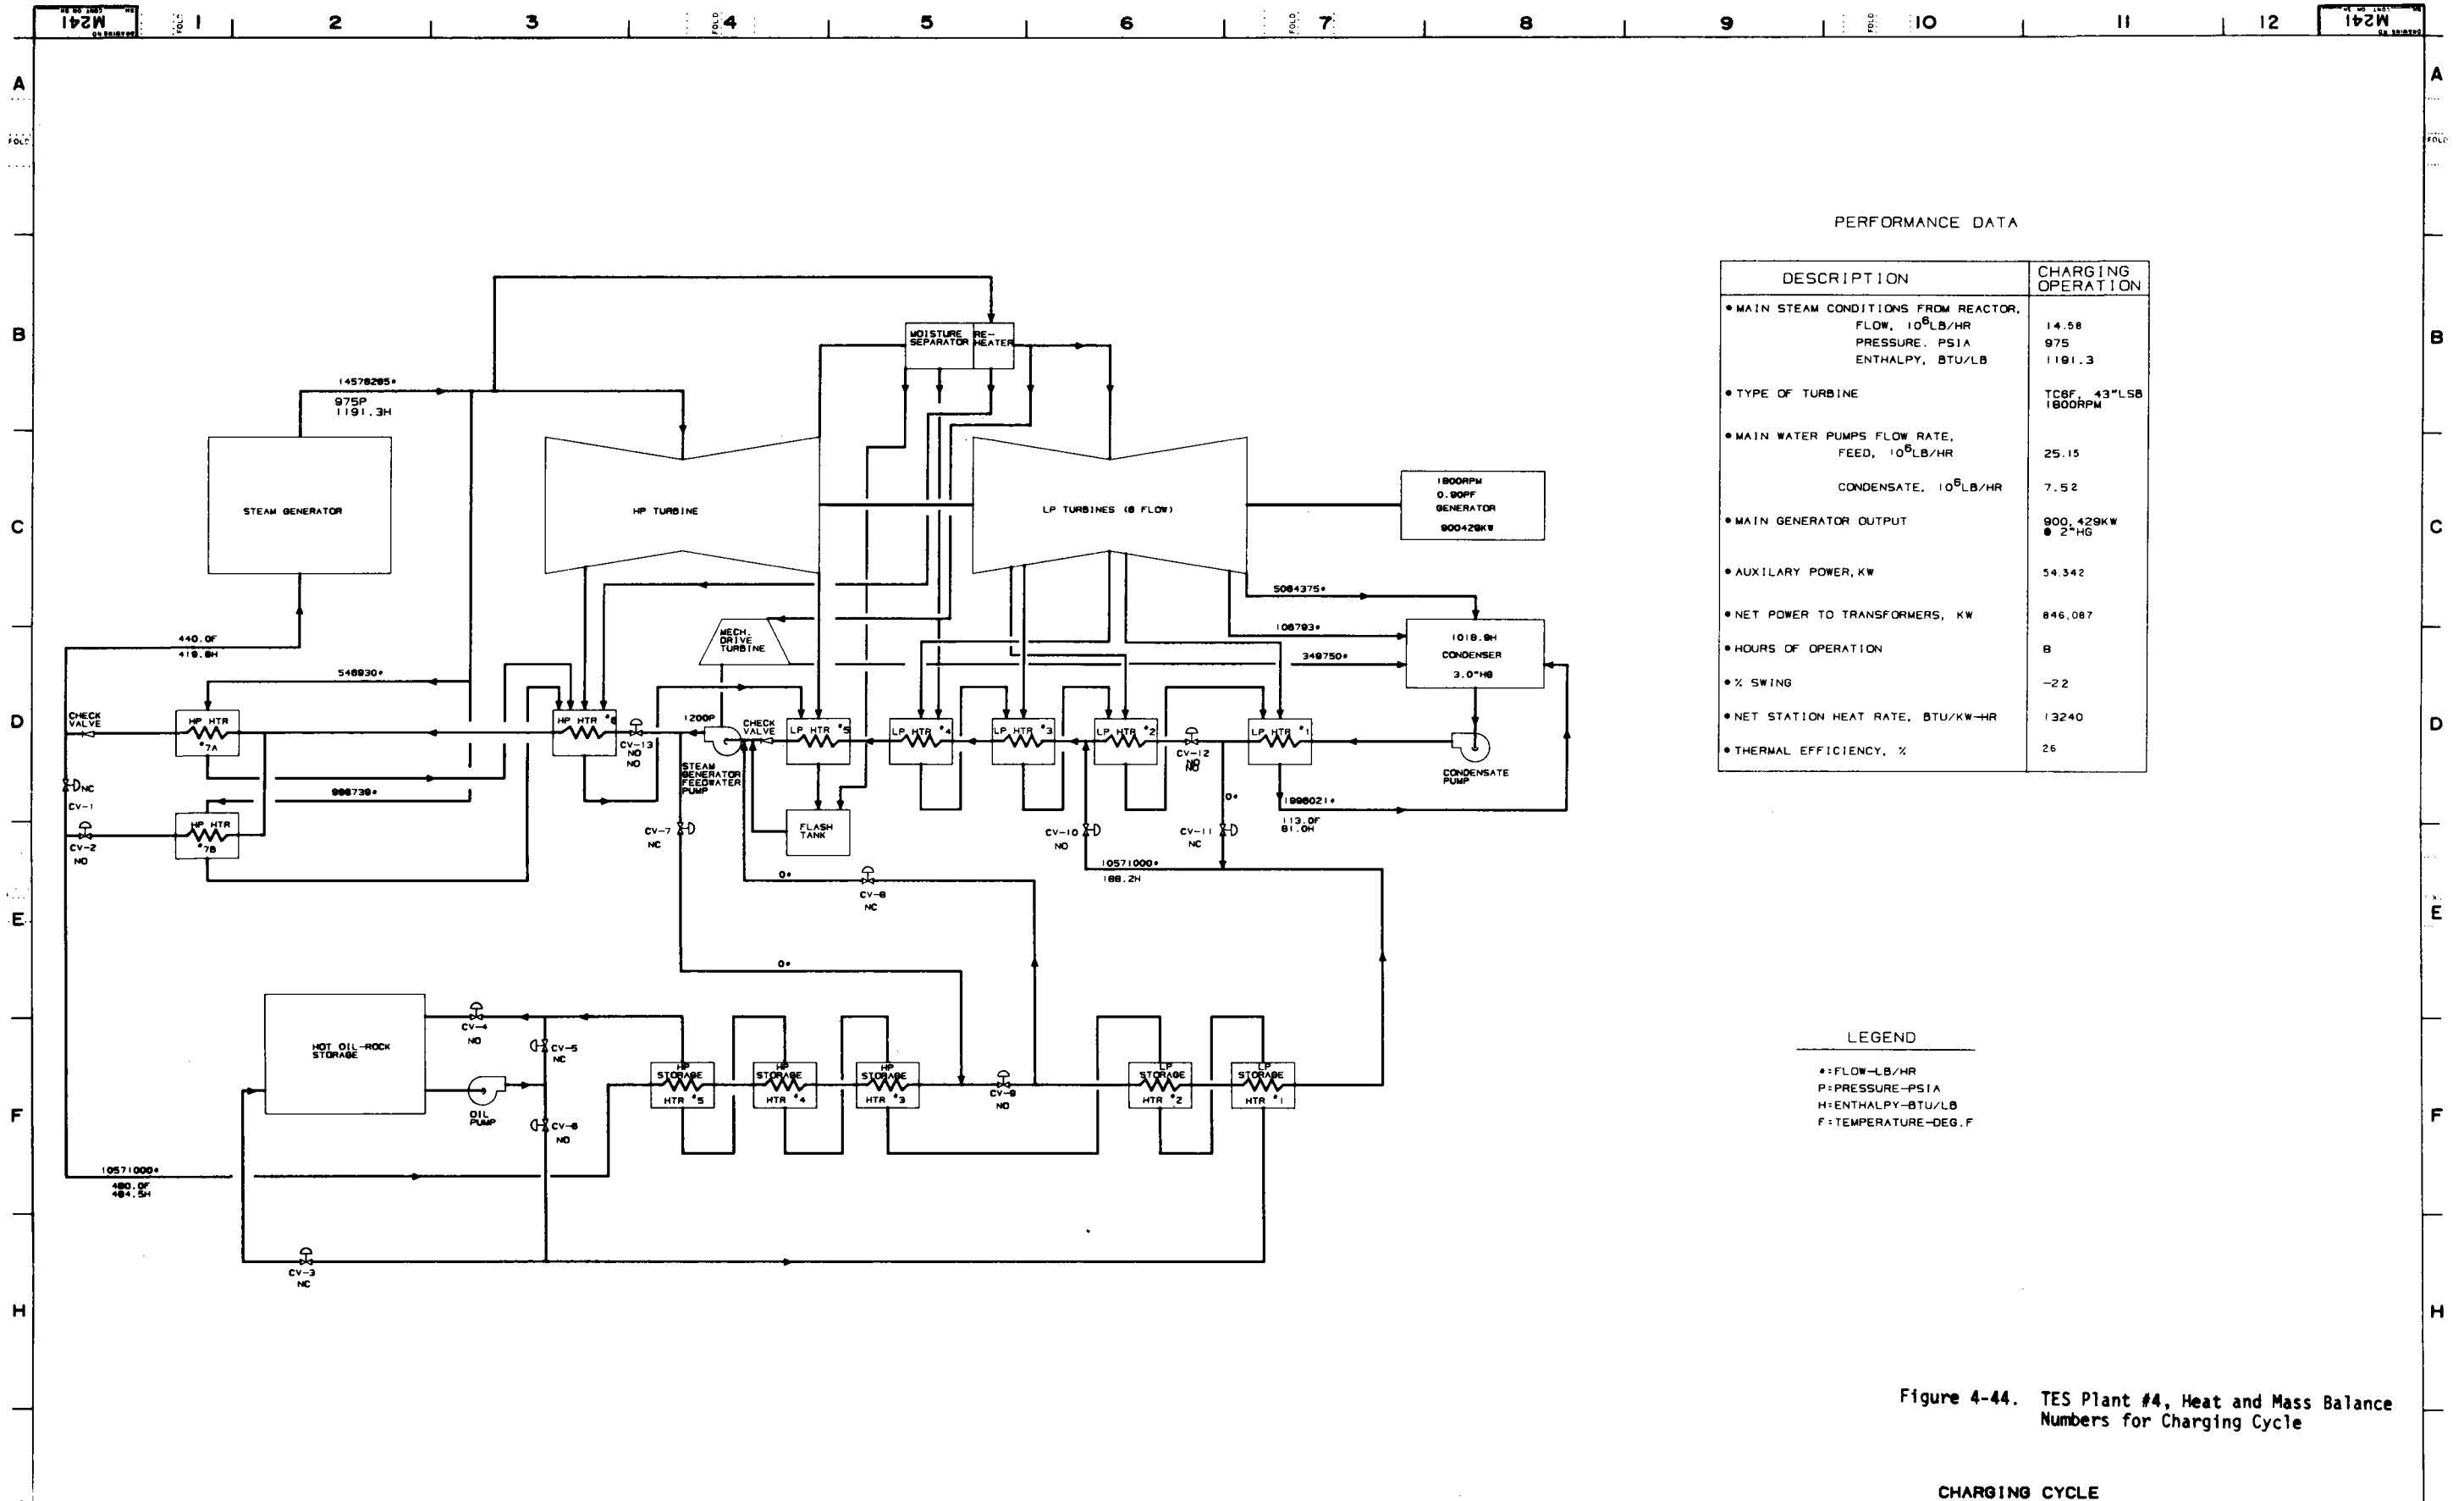 M241
1 2 3 4 5 6 7 8 9 10 11 12
M241
A
B
C
D
E
F
H
A
B
C
D
E
F
H
FOLD
PERFORMANCE DATA
DESCRIPTION
CHARGING
OPERATION
• MAIN STEAM CONDITIONS FROM REACTOR,
FLOW, 10⁶LB/HR 14.58
PRESSURE. PSIA 975
ENTHALPY, BTU/LB 1191.3
• TYPE OF TURBINE TC6F, 43"LSB
1800RPM
• MAIN WATER PUMPS FLOW RATE,
FEED, 10⁶LB/HR 25.15
CONDENSATE, 10⁶LB/HR 7.52
• MAIN GENERATOR OUTPUT 900,429KW
@ 2"HG
• AUXILARY POWER,KW 54.342
• NET POWER TO TRANSFORMERS, KW 846,087
• HOURS OF OPERATION 8
• % SWING -22
• NET STATION HEAT RATE, BTU/KW-HR 13240
• THERMAL EFFICIENCY, % 26
MOISTURE
SEPARATOR
RE-
HEATER
14578285*
975P
1191.3H
STEAM GENERATOR
HP TURBINE
LP TURBINES (6 FLOW)
1800RPM
0.90PF
GENERATOR
900429KW
5064375*
106793*
349750*
1018.9H
CONDENSER
3.0"HG
MECH.
DRIVE
TURBINE
440.0F
419.8H
546930*
CHECK
VALVE
HP HTR
#7A
HP HTR #6
CV-13
NO
NO
1200P
STEAM
GENERATOR
FEEDWATER
PUMP
CHECK
VALVE
LP HTR #5
LP HTR #4
LP HTR #3
LP HTR #2
CV-12
NO
LP HTR #1
CONDENSATE
PUMP
NC
CV-1
998739*
HP HTR
#7B
CV-2
NO
CV-7
NC
FLASH
TANK
CV-10
NO
CV-11
NC
0*
1996021*
113.0F
81.0H
10571000*
188.2H
0*
CV-8
NC
0*
HOT OIL-ROCK
STORAGE
CV-4
NO
CV-5
NC
OIL
PUMP
CV-6
NO
HP
STORAGE
HTR #5
HP
STORAGE
HTR #4
HP
STORAGE
HTR #3
CV-9
NO
LP
STORAGE
HTR #2
LP
STORAGE
HTR #1
10571000*
480.0F
464.5H
CV-3
NC
LEGEND
*=FLOW-LB/HR
P=PRESSURE-PSIA
H=ENTHALPY-BTU/LB
F=TEMPERATURE-DEG.F
Figure 4-44. TES Plant #4, Heat and Mass Balance
Numbers for Charging Cycle
CHARGING CYCLE